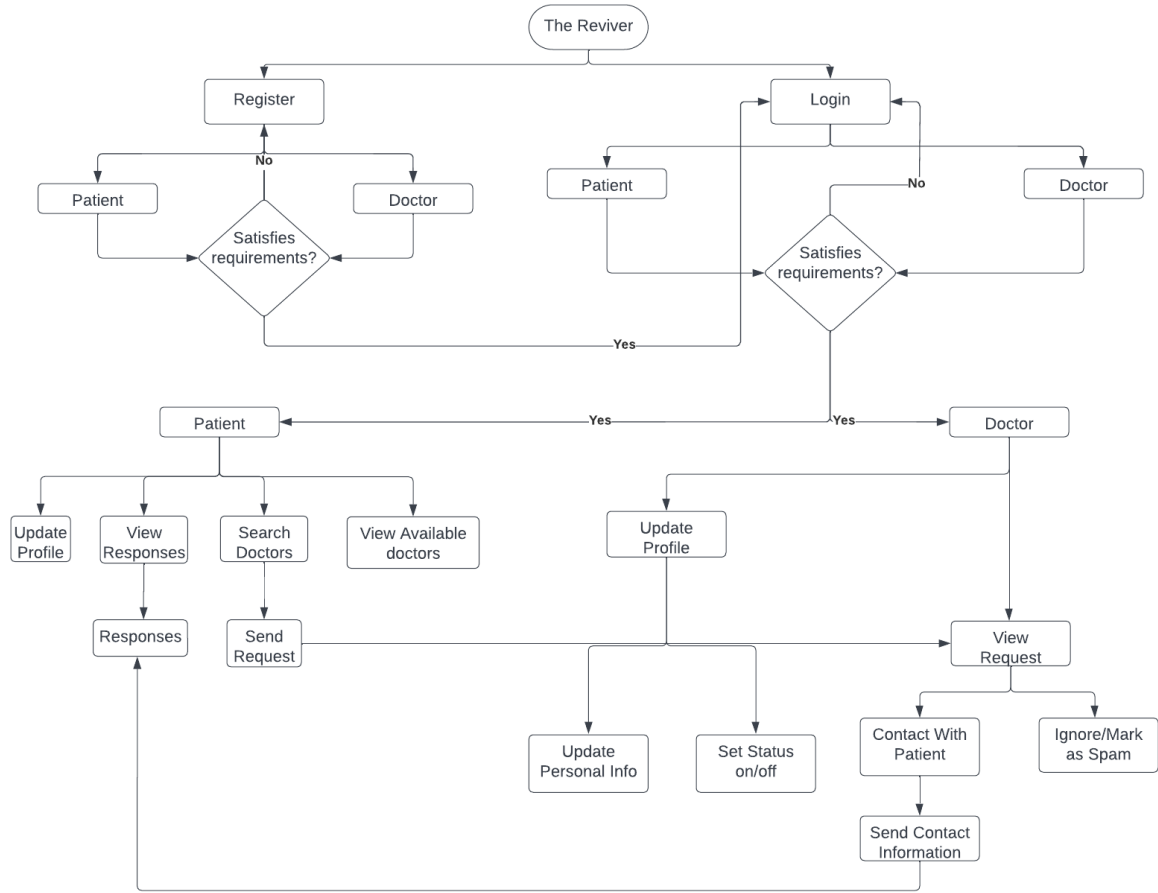 The Reviver
Register
Login
No
Patient
Doctor
Patient
No
Doctor
Satisfies
requirements?
Satisfies
requirements?
Yes
Patient
Yes
Yes
Doctor
Update
Profile
View
Responses
Search
Doctors
View Available
doctors
Update
Profile
Responses
Send
Request
View
Request
Update
Personal Info
Set Status
on/off
Contact With
Patient
Ignore/Mark
as Spam
Send Contact
Information